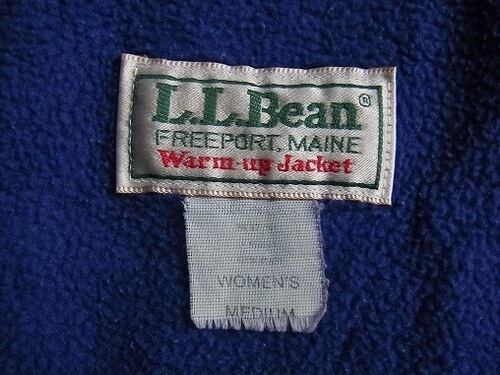 L.L.Bean®
FREEPORT, MAINE
Warm-up Jacket
WOMEN'S
MEDIUM